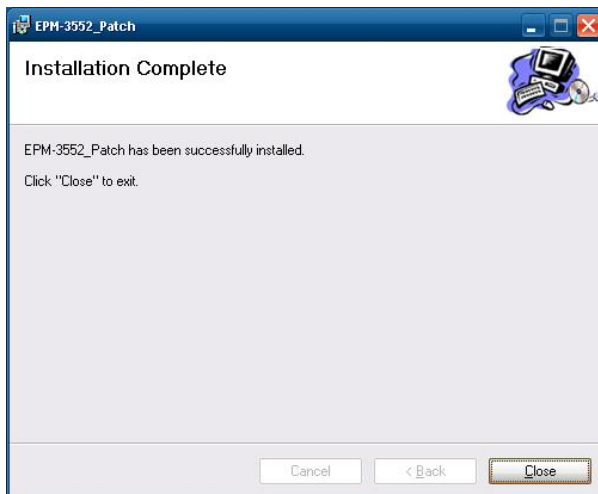 EPM-3552_Patch
Installation Complete
EPM-3552_Patch has been successfully installed.
Click "Close" to exit.
Cancel
< Back
Close